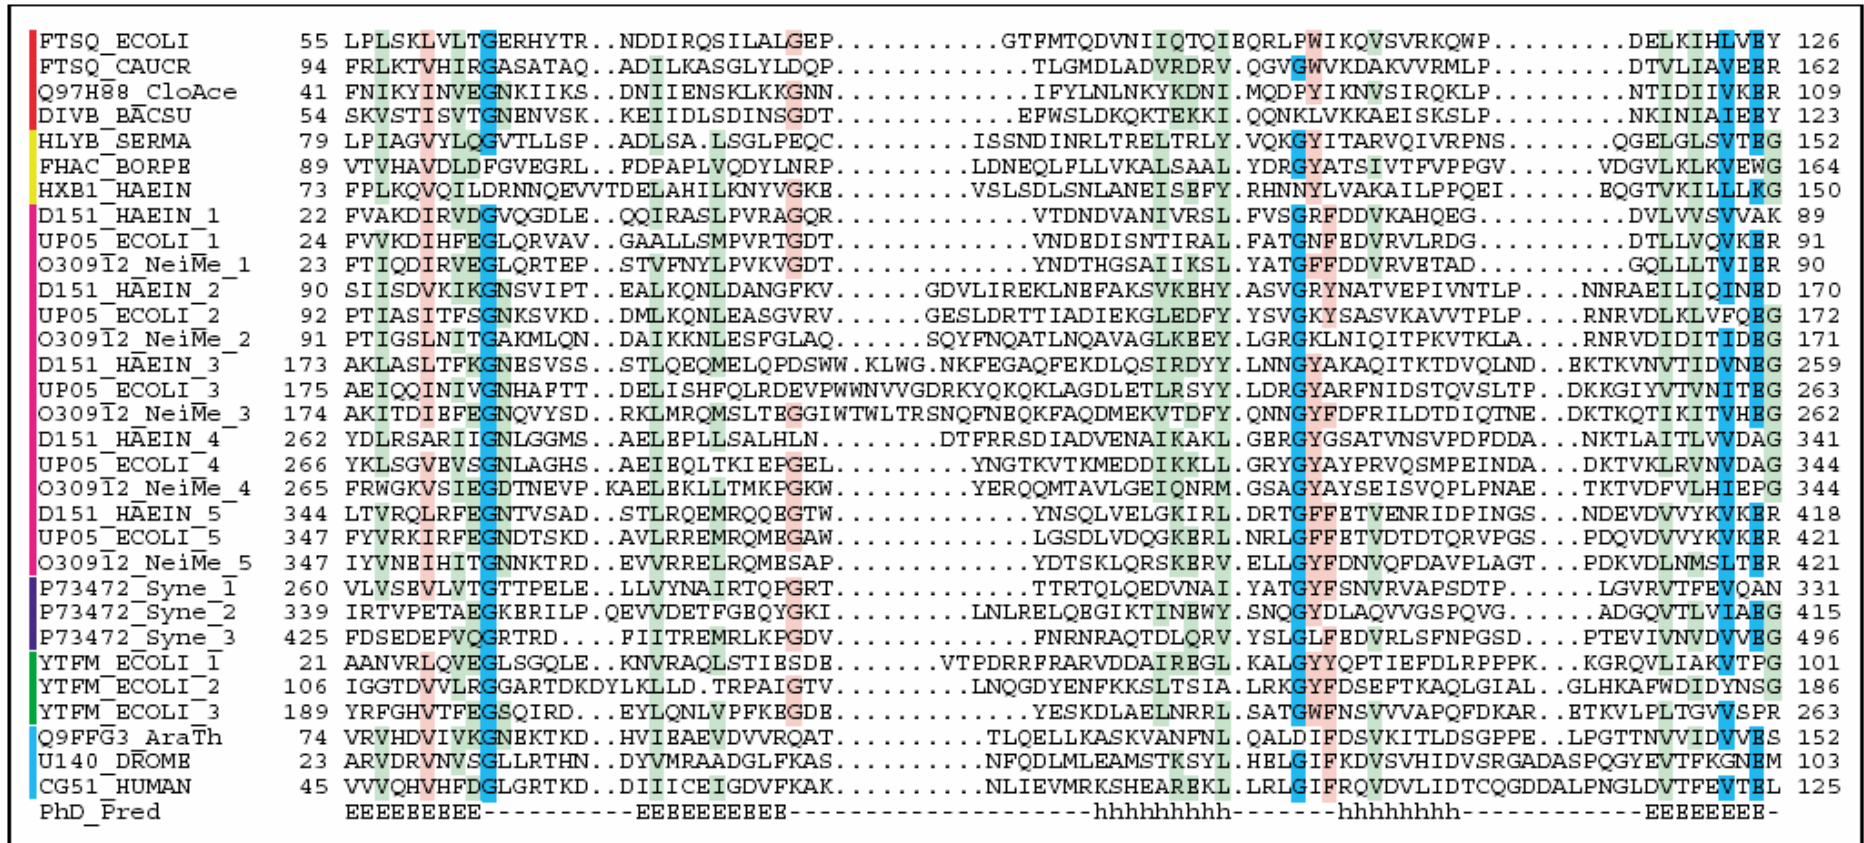 FTSQ_ECOLI 55 LPLSKLVLTGERHYTR..NDDIRQSILALGEP...........GTFMTQDVNIIQTQIEQRLPWIKQVSVRKQWP.........DELKIHLVEY 126
FTSQ_CAUCR 94 FRLKTVHIRGASATAQ..ADILKASGLYLDQP.............TLGMDLADVRDRV.QGVGWVKDAKVVRMLP.........DTVLIAVEER 162
Q97H88_CloAce 41 FNIKYINVEGNKIIKS..DNIIENSKLKKGNN.............IFYLNLNKYKDNI.MQDPYIKNVSIRQKLP.........NTIDIIVKER 109
DIVB_BACSU 54 SKVSTISVTGNENVSK..KEIIDLSDINSGDT............EFWSLDKQKTEKKI.QQNKLVKKAEISKSLP.........NKINIAIEEY 123
HLYB_SERMA 79 LPIAGVYLQGVTLLSP..ADLSA.LSGLPEQC.........ISSNDINRLTRELTRLY.VQKGYITARVQIVRPNS.......QGELGLSVTEG 152
FHAC_BORPE 89 VTVHAVDLDFGVEGRL..FDPAPLVQDYLNRP.........LDNEQLFLLVKALSAAL.YDRGYATSIVTFVPPGV......VDGVLKLKVEWG 164
HXB1_HAEIN 73 FPLKQVQILDRNNQEVVTDELAHILKNYVGKE.........VSLSDLSNLANEISEFY.RHNNYLVAKAILPPQEI......EQGTVKILLLKG 150
D151_HAEIN_1 22 FVAKDIRVDGVQGDLE..QQIRASLPVRAGQR.............VTDNDVANIVRSL.FVSGRFDDVKAHQEG..........DVLVVSVVAK 89
UP05_ECOLI_1 24 FVVKDIHFEGLQRVAV..GAALLSMPVRTGDT.............VNDEDISNTIRAL.FATGNFEDVRVLRDG..........DTLLVQVKER 91
O30912_NeiMe_1 23 FTIQDIRVEGLQRTEP..STVFNYLPVKVGDT.............YNDTHGSAIIKSL.YATGFFDDVRVETAD..........GQLLLTVIER 90
D151_HAEIN_2 90 SIISDVKIKGNSVIPT..EALKQNLDANGFKV......GDVLIREKLNEFAKSVKEHY.ASVGRYNATVEPIVNTLP....NNRAEILIQINED 170
UP05_ECOLI_2 92 PTIASITFSGNKSVKD..DMLKQNLEASGVRV......GESLDRTTIADIEKGLEDFY.YSVGKYSASVKAVVTPLP....RNRVDLKLVFQEG 172
O30912_NeiMe_2 91 PTIGSLNITGAKMLQN..DAIKKNLESFGLAQ......SQYFNQATLNQAVAGLKEEY.LGRGKLNIQITPKVTKLA....RNRVDIDITIDEG 171
D151_HAEIN_3 173 AKLASLTFKGNESVSS..STLQEQMELQPDSWW.KLWG.NKFEGAQFEKDLQSIRDYY.LNNGYAKAQITKTDVQLND..EKTKVNVTIDVNEG 259
UP05_ECOLI_3 175 AEIQQINIVGNHAFTT..DELISHFQLRDEVPWWNVVGDRKYQKQKLAGDLETLRSYY.LDRGYARFNIDSTQVSLTP..DKKGIYVTVNITEG 263
O30912_NeiMe_3 174 AKITDIEFEGNQVYSD..RKLMRQMSLTEGGIWTWLTRSNQFNEQKFAQDMEKVTDFY.QNNGYFDFRILDTDIQTNE..DKTKQTIKITVHEG 262
D151_HAEIN_4 262 YDLRSARIIGNLGGMS..AELEPLLSALHLN........DTFRRSDIADVENAIKAKL.GERGYGSATVNSVPDFDDA...NKTLAITLVVDAG 341
UP05_ECOLI_4 266 YKLSGVEVSGNLAGHS..AEIEQLTKIEPGEL.........YNGTKVTKMEDDIKKLL.GRYGYAYPRVQSMPEINDA...DKTVKLRVNVDAG 344
O30912_NeiMe_4 265 FRWGKVSIEGDTNEVP.KAELEKLLTMKPGKW.........YERQQMTAVLGEIQNRM.GSAGYAYSEISVQPLPNAE...TKTVDFVLHIEPG 344
D151_HAEIN_5 344 LTVRQLRFEGNTVSAD..STLRQEMRQQEGTW.............YNSQLVELGKIRL.DRTGFFETVENRIDPINGS...NDEVDVVYKVKER 418
UP05_ECOLI_5 347 FYVRKIRFEGNDTSKD..AVLRREMRQMEGAW.............LGSDLVDQGKERL.NRLGFFETVDTDTQRVPGS...PDQVDVVYKVKER 421
O30912_NeiMe_5 347 IYVNEIHITGNNKTRD..EVVRRELRQMESAP.............YDTSKLQRSKERV.ELLGYFDNVQFDAVPLAGT...PDKVDLNMSLTER 421
P73472_Syne_1 260 VLVSEVLVTGTTPELE..LLVYNAIRTQPGRT.............TTRTQLQEDVNAI.YATGYFSNVRVAPSDTP.......LGVRVTFEVQAN 331
P73472_Syne_2 339 IRTVPETAEGKERILP.QEVVDETFGEQYGKI.........LNLRELQEGIKTINEWY.SNQGYDLAQVVGSPQVG......ADGQVTLVIAEG 415
P73472_Syne_3 425 FDSEDEPVQGRTRD....FIITREMRLKPGDV.............FNRNRAQTDLQRV.YSLGLFEDVRLSFNPGSD....PTEVIVNVDVVEG 496
YTFM_ECOLI_1 21 AANVRLQVEGLSGQLE..KNVRAQLSTIESDE.......VTPDRRFRARVDDAIREGL.KALGYYQPTIEFDLRPPPK...KGRQVLIAKVTPG 101
YTFM_ECOLI_2 106 IGGTDVVLRGGARTDKDYLKLLD.TRPAIGTV.........LNQGDYENFKKSLTSIA.LRKGYFDSEFTKAQLGIAL...GLHKAFWDIDYNSG 186
YTFM_ECOLI_3 189 YRFGHVTFEGSQIRD...EYLQNLVPFKEGDE.............YESKDLAELNRRL.SATGWFNSVVVAPQFDKAR...ETKVLPLTGVVSPR 263
Q9FFG3_AraTh 74 VRVHDVIVKGNEKTKD..HVIEAEVDVVRQAT..........TLQELLKASKVANFNL.QALDIFDSVKITLDSGPPE..LPGTTNVVIDVVES 152
U140_DROME 23 ARVDRVNVSGLLRTHN..DYVMRAADGLFKAS..........NFQDLMLEAMSTKSYL.HELGIFKDVSVHIDVSRGADASPQGYEVTFKGNEM 103
CG51_HUMAN 45 VVVQHVHFDGLGRTKD..DIIICEIGDVFKAK..........NLIEVMRKSHEAREKL.LRLGIFRQVDVLIDTCQGDDALPNGLDVTFEVTEL 125
PhD_Pred EEEEEEEEE----------EEEEEEEEEE--------------------hhhhhhhhh-------hhhhhhhh------------EEEEEEEE-